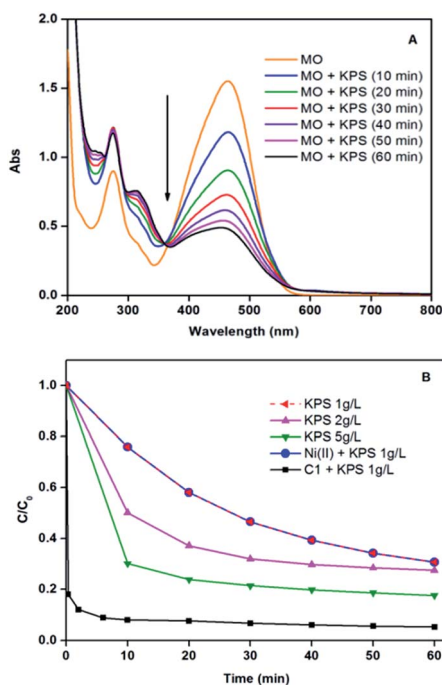 A
2.0
1.5
1.0
0.5
0.0
Abs
MO
MO + KPS (10 min)
MO + KPS (20 min)
MO + KPS (30 min)
MO + KPS (40 min)
MO + KPS (50 min)
MO + KPS (60 min)
200 300 400 500 600 700 800
Wavelength (nm)
B
1.0
0.8
0.6
0.4
0.2
0.0
C/C0
KPS 1g/L
KPS 2g/L
KPS 5g/L
Ni(II) + KPS 1g/L
C1 + KPS 1g/L
0 10 20 30 40 50 60
Time (min)